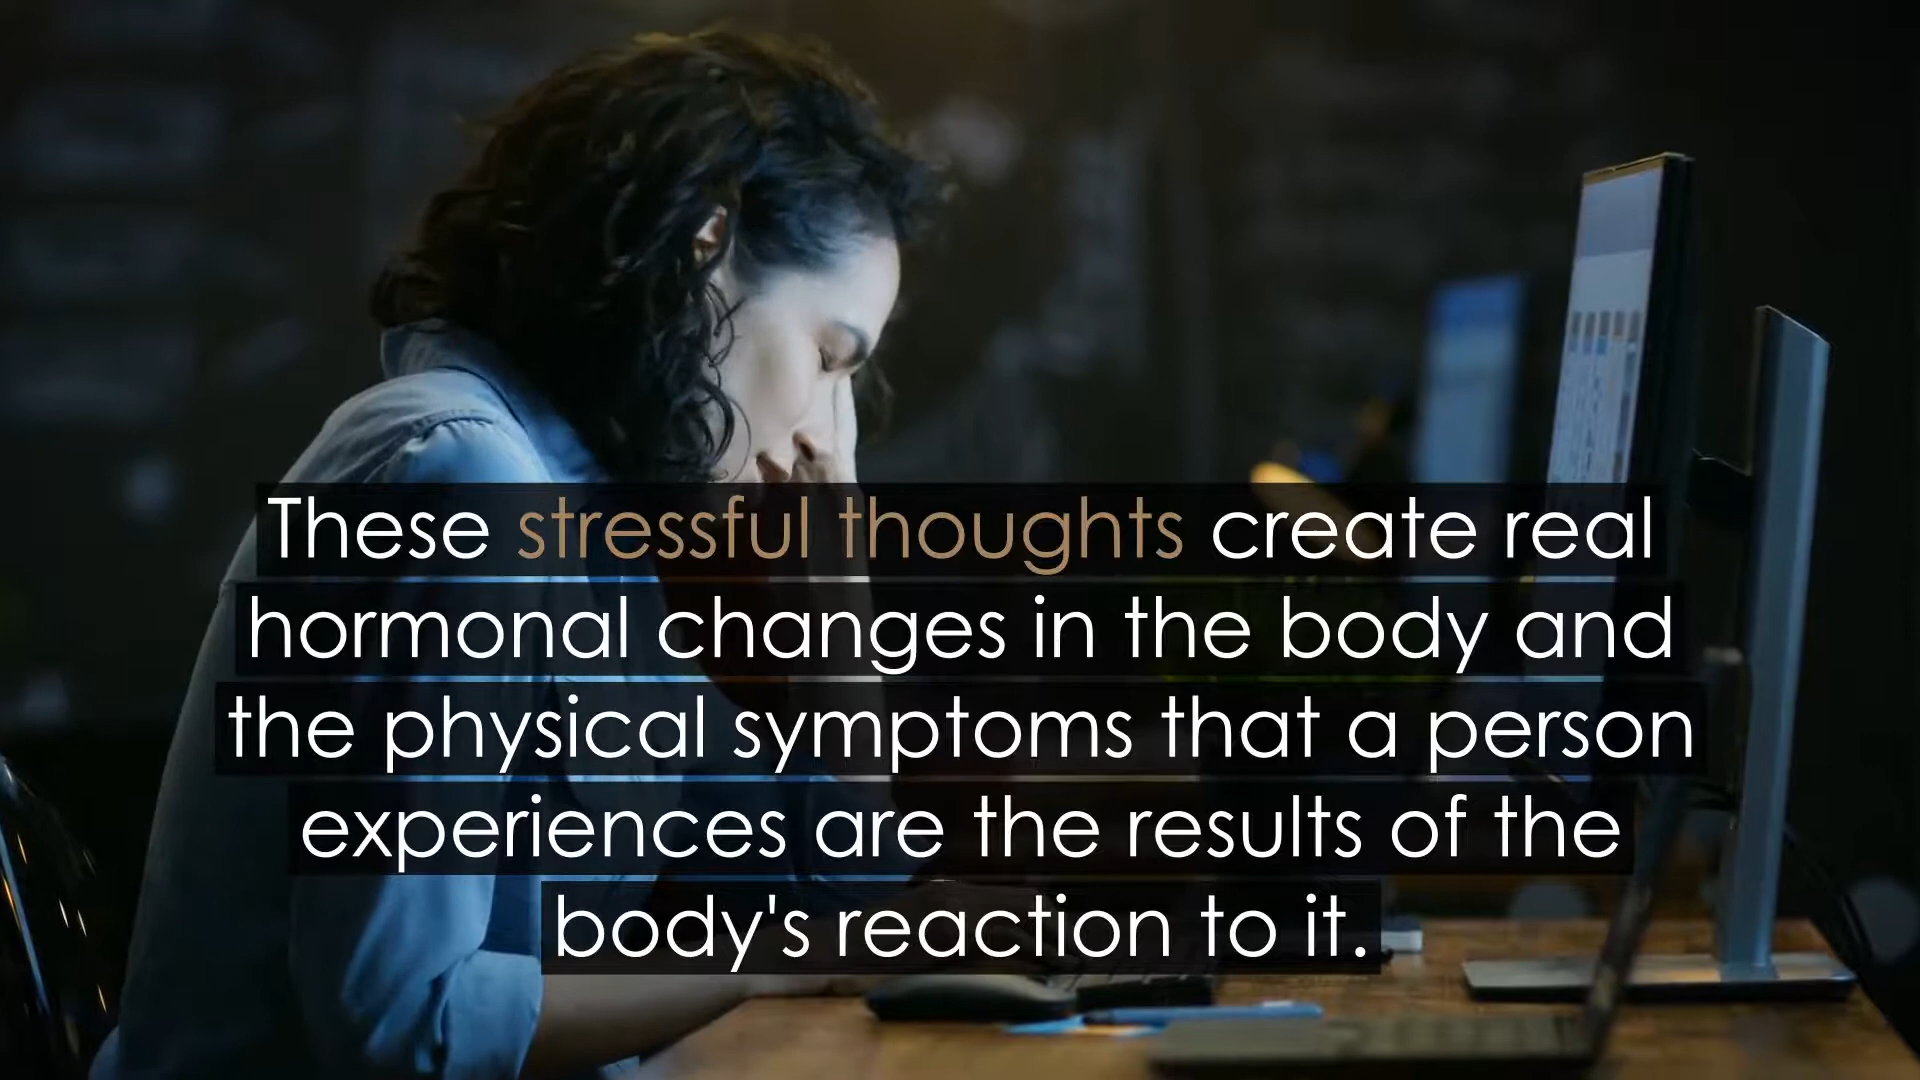 These stressful thoughts create real
hormonal changes in the body and
the physical symptoms that a person
experiences are the results of the
body's reaction to it.